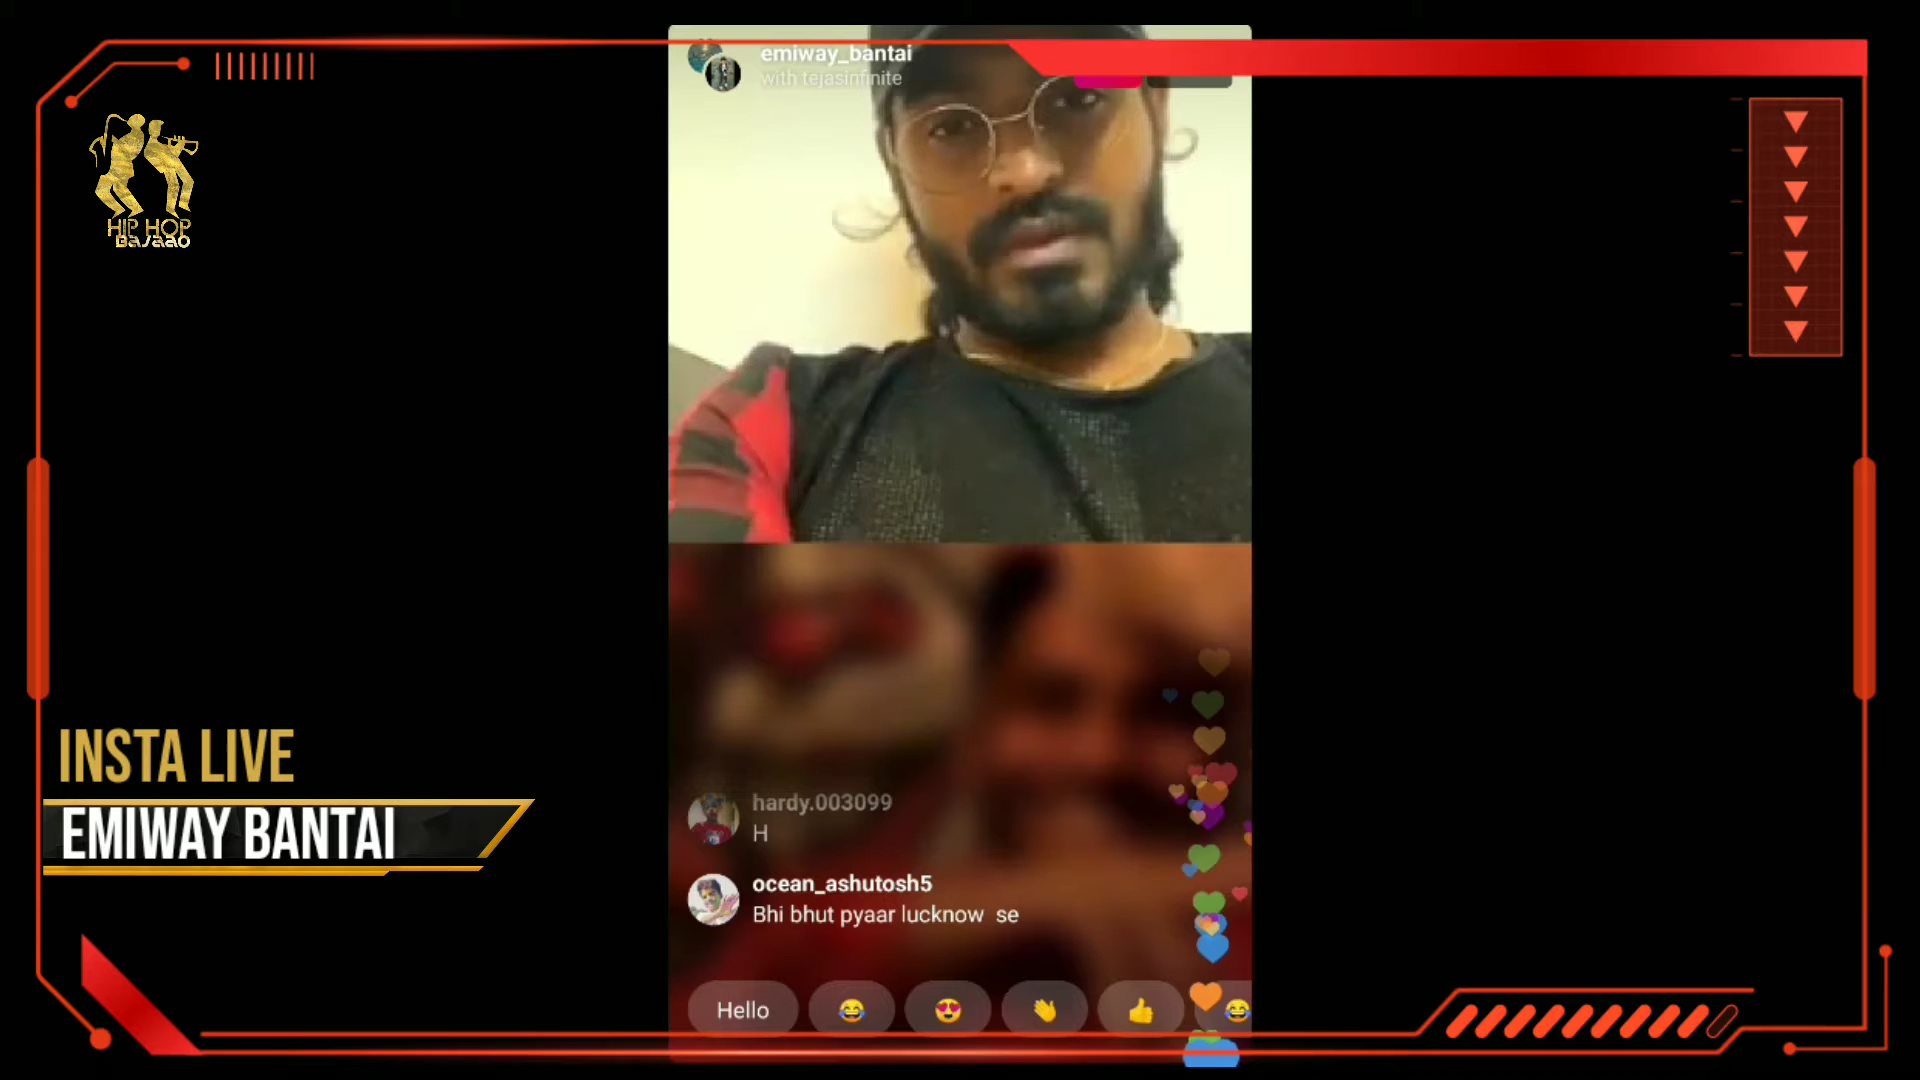 emiway_bantai
with tejasinfinite
HIP HOP
BaJaaO
INSTA LIVE
EMIWAY BANTAI
hardy.003099
H
ocean_ashutosh5
Bhi bhut pyaar lucknow se
Hello